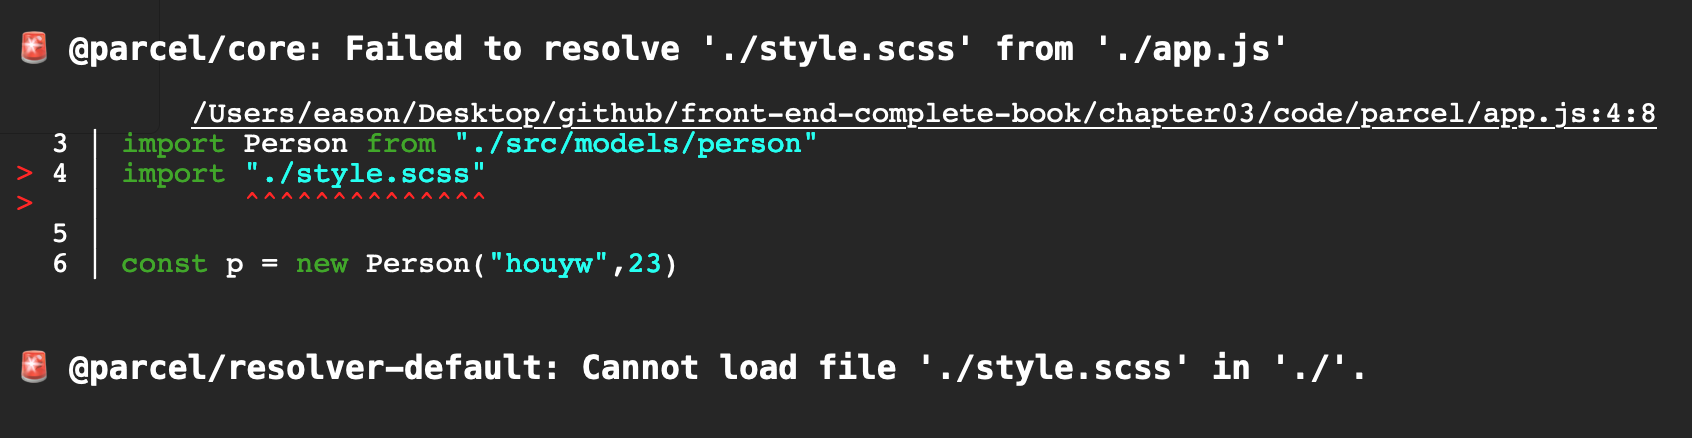 🚨 @parcel/core: Failed to resolve './style.scss' from './app.js'
/Users/eason/Desktop/github/front-end-complete-book/chapter03/code/parcel/app.js:4:8
3 | import Person from "./src/models/person"
> 4 | import "./style.scss"
> | ^^^^^^^^^^^^^^
5 |
6 | const p = new Person("houyw",23)
🚨 @parcel/resolver-default: Cannot load file './style.scss' in './'.